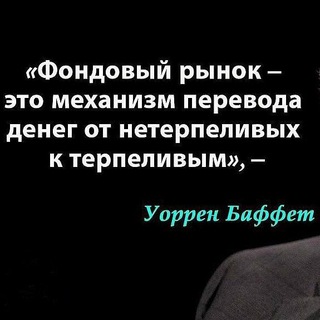 «Фондовый рынок –
это механизм перевода
денег от нетерпеливых
к терпеливым», –
Уоррен Баффет